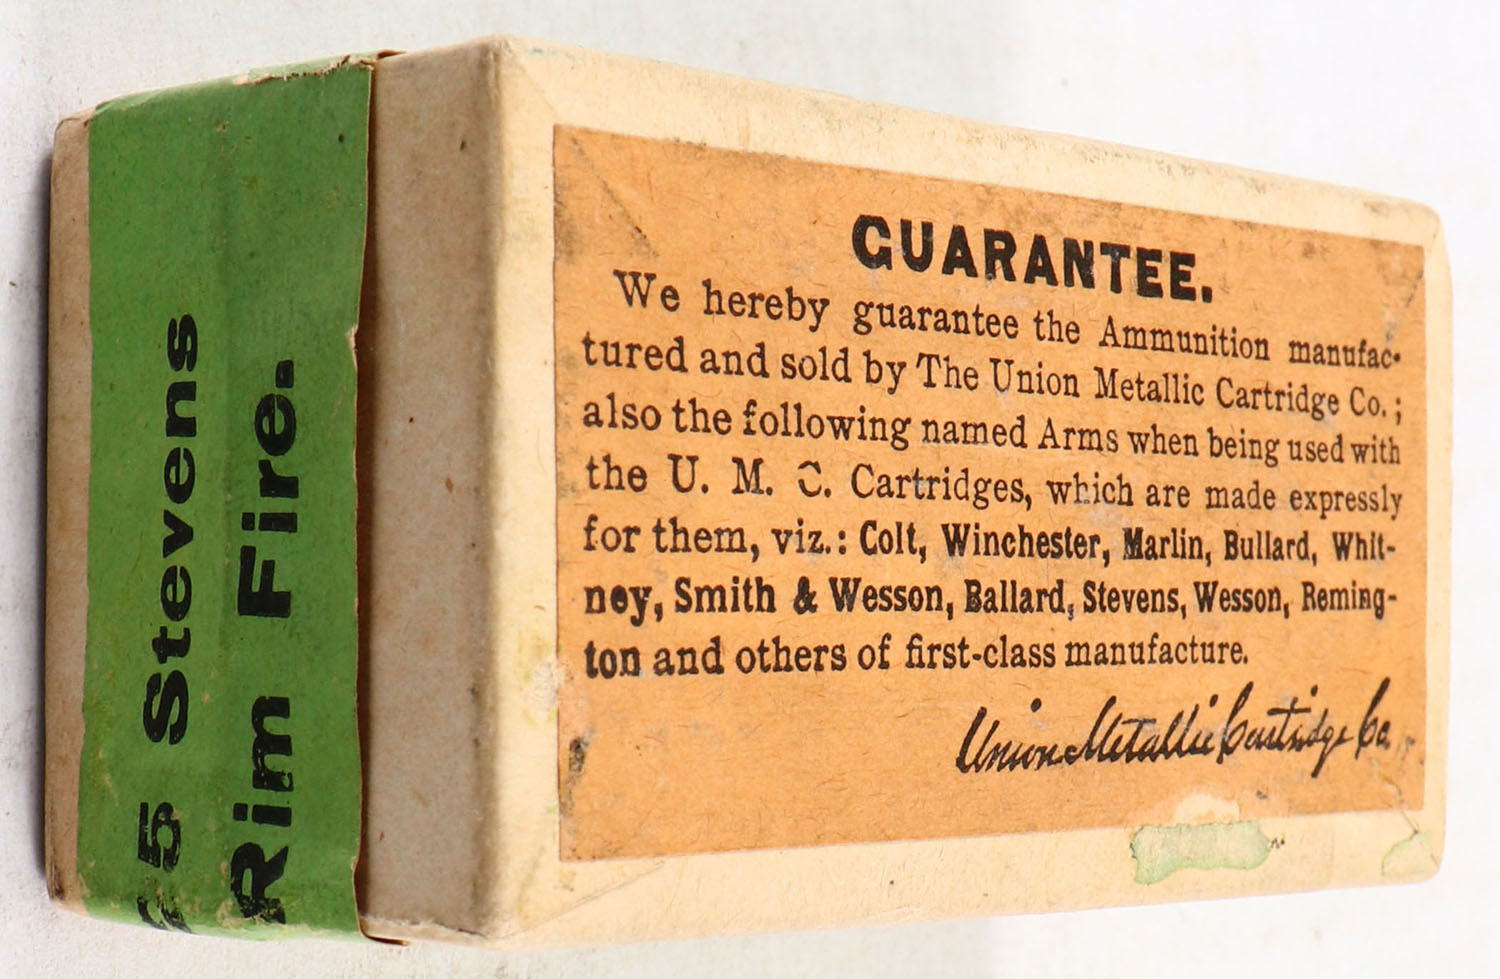 GUARANTEE.
We hereby guarantee the Ammunition manufac-
tured and sold by The Union Metallic Cartridge Co.;
also the following named Arms when being used with
the U. M. C. Cartridges, which are made expressly
for them, viz.: Colt, Winchester, Marlin, Bullard, Whit-
ney, Smith & Wesson, Ballard, Stevens, Wesson, Reming-
ton and others of first-class manufacture.
Union Metallic Cartridge Co.
5 Stevens
Rim Fire.